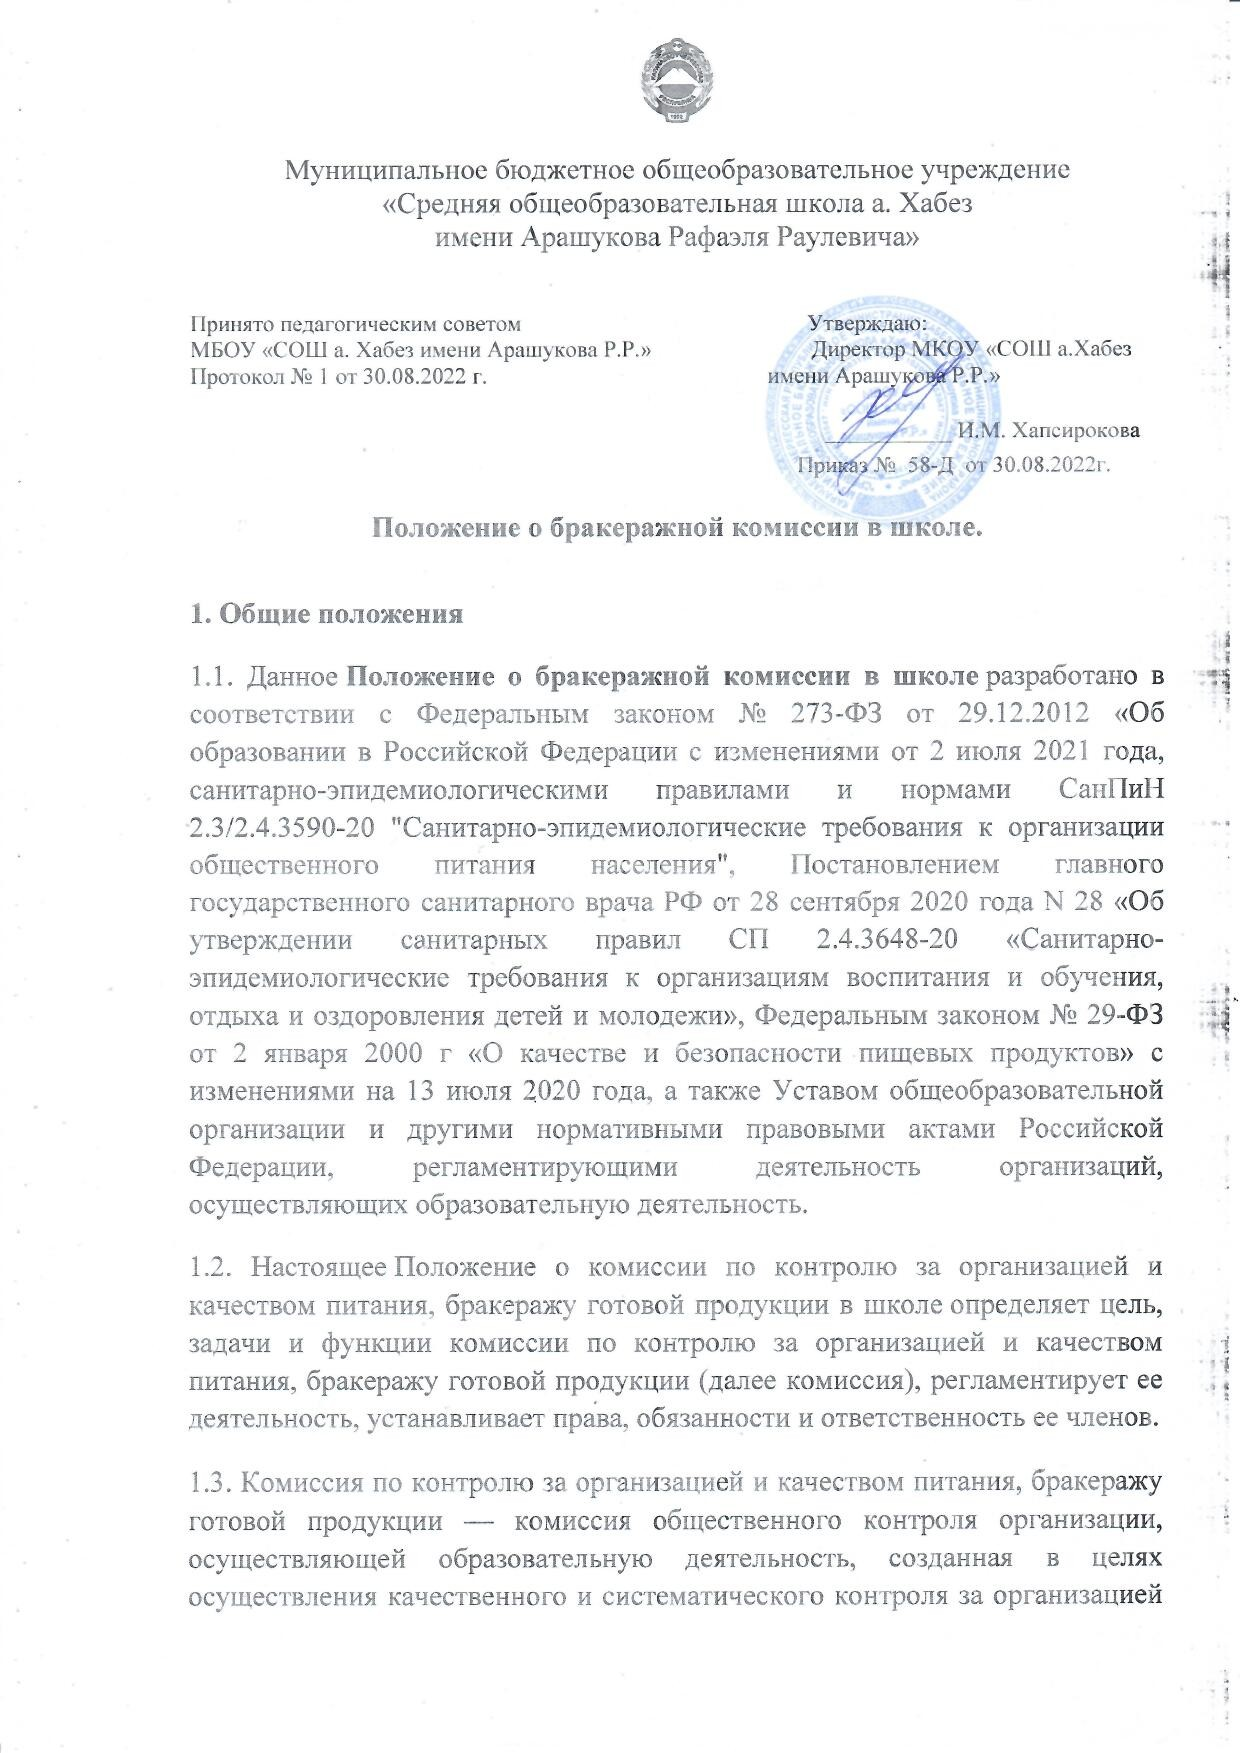 Муниципальное бюджетное общеобразовательное учреждение
«Средняя общеобразовательная школа а. Хабез
имени Арашукова Рафаэля Раулевича»
Принято педагогическим советом
МБОУ «СОШ а. Хабез имени Арашукова Р.Р.»
Протокол № 1 от 30.08.2022 г.
Утверждаю:
Директор МКОУ «СОШ а.Хабез
имени Арашукова Р.Р.»
____________ И.М. Хапсирокова
Приказ № 58-Д от 30.08.2022г.
Положение о бракеражной комиссии в школе.
1. Общие положения
1.1. Данное Положение о бракеражной комиссии в школе разработано в
соответствии с Федеральным законом № 273-ФЗ от 29.12.2012 «Об
образовании в Российской Федерации с изменениями от 2 июля 2021 года,
санитарно-эпидемиологическими правилами и нормами СанПиН
2.3/2.4.3590-20 "Санитарно-эпидемиологические требования к организации
общественного питания населения", Постановлением главного
государственного санитарного врача РФ от 28 сентября 2020 года N 28 «Об
утверждении санитарных правил СП 2.4.3648-20 «Санитарно-
эпидемиологические требования к организациям воспитания и обучения,
отдыха и оздоровления детей и молодежи», Федеральным законом № 29-ФЗ
от 2 января 2000 г «О качестве и безопасности пищевых продуктов» с
изменениями на 13 июля 2020 года, а также Уставом общеобразовательной
организации и другими нормативными правовыми актами Российской
Федерации, регламентирующими деятельность организаций,
осуществляющих образовательную деятельность.
1.2. Настоящее Положение о комиссии по контролю за организацией и
качеством питания, бракеражу готовой продукции в школе определяет цель,
задачи и функции комиссии по контролю за организацией и качеством
питания, бракеражу готовой продукции (далее комиссия), регламентирует ее
деятельность, устанавливает права, обязанности и ответственность ее членов.
1.3. Комиссия по контролю за организацией и качеством питания, бракеражу
готовой продукции — комиссия общественного контроля организации,
осуществляющей образовательную деятельность, созданная в целях
осуществления качественного и систематического контроля за организацией